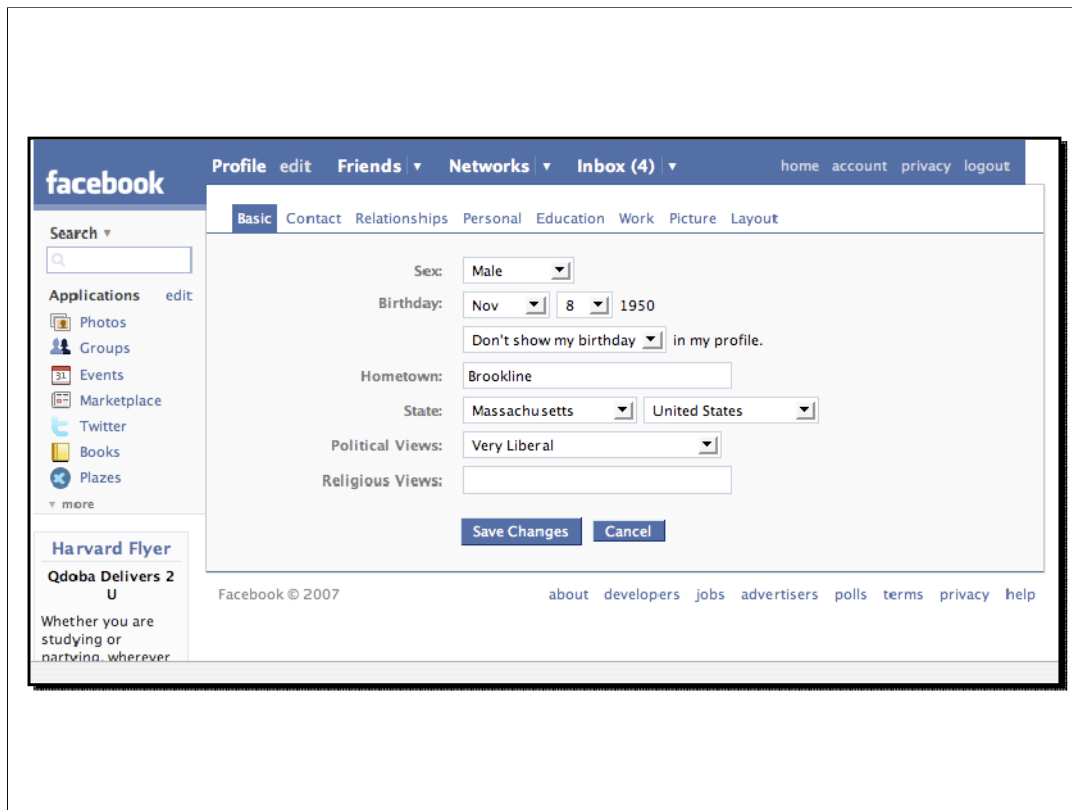 facebook
Profile edit Friends Networks Inbox (4)
home account privacy logout
Search
Applications edit
31
Photos
Groups
Events
Marketplace
Twitter
Books
Plazes
more
Harvard Flyer
Qdoba Delivers 2
U
Whether you are
studying or
partying, wherever
Basic Contact Relationships Personal Education Work Picture Layout
Sex: Male
Birthday: Nov 8 1950
Don't show my birthday in my profile.
Hometown: Brookline
State: Massachusetts United States
Political Views: Very Liberal
Religious Views:
Save Changes Cancel
Facebook © 2007
about developers jobs advertisers polls terms privacy help